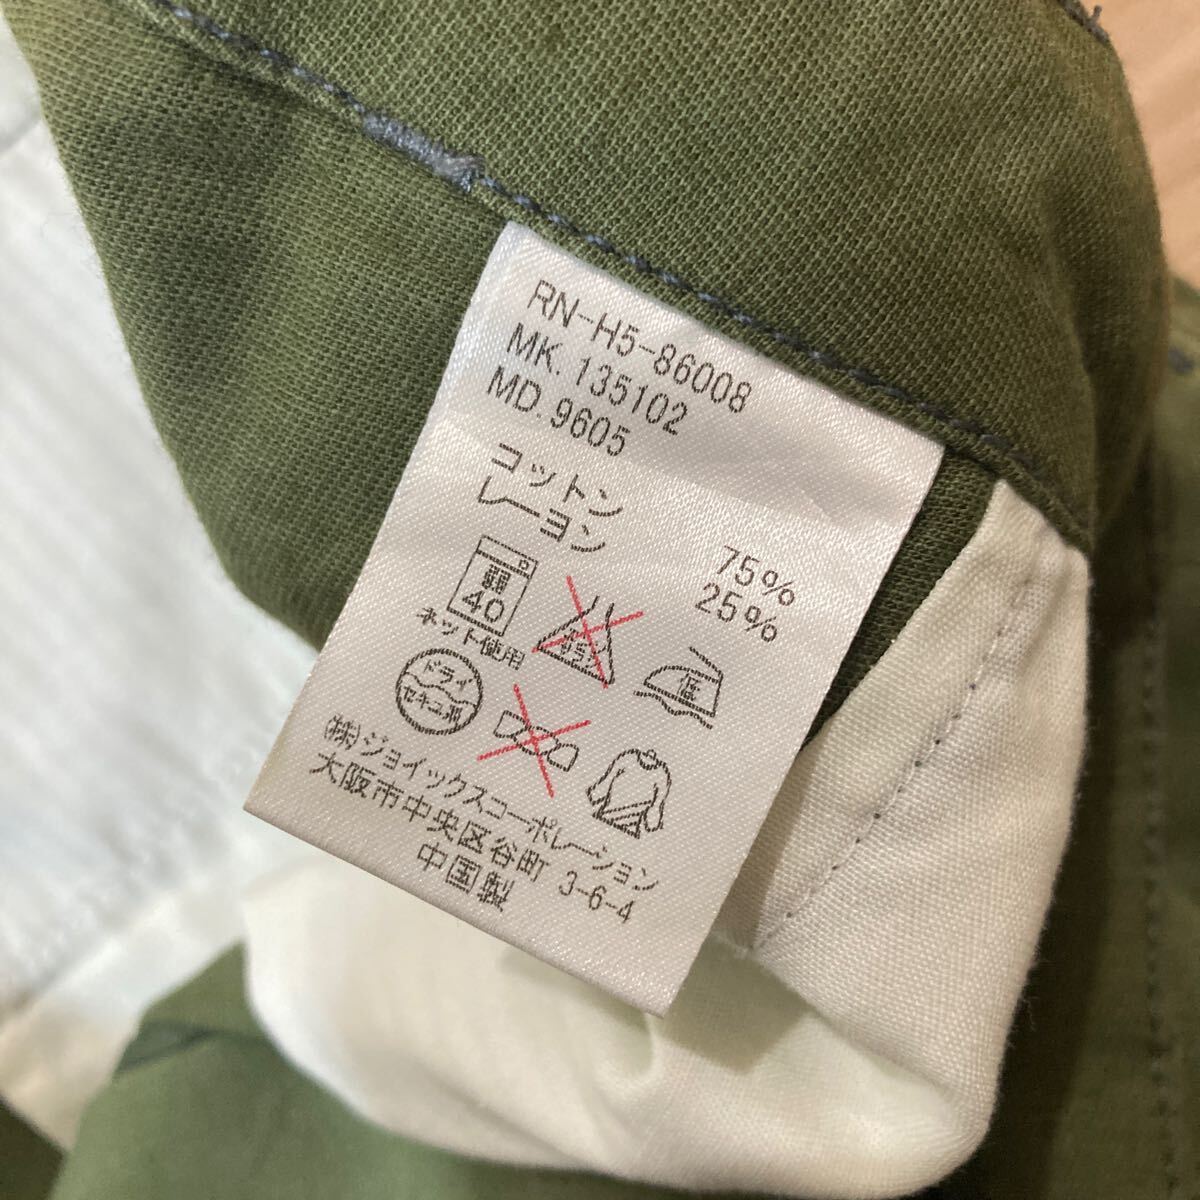 RN-H5-86008
MK. 135102
MD. 9605
コットン 75%
レーヨン 25%
弱
40
ネット使用
低
ドライ
セキユ系
(株)ジョイックスコーポレーション
大阪市中央区谷町 3-6-4
中国製